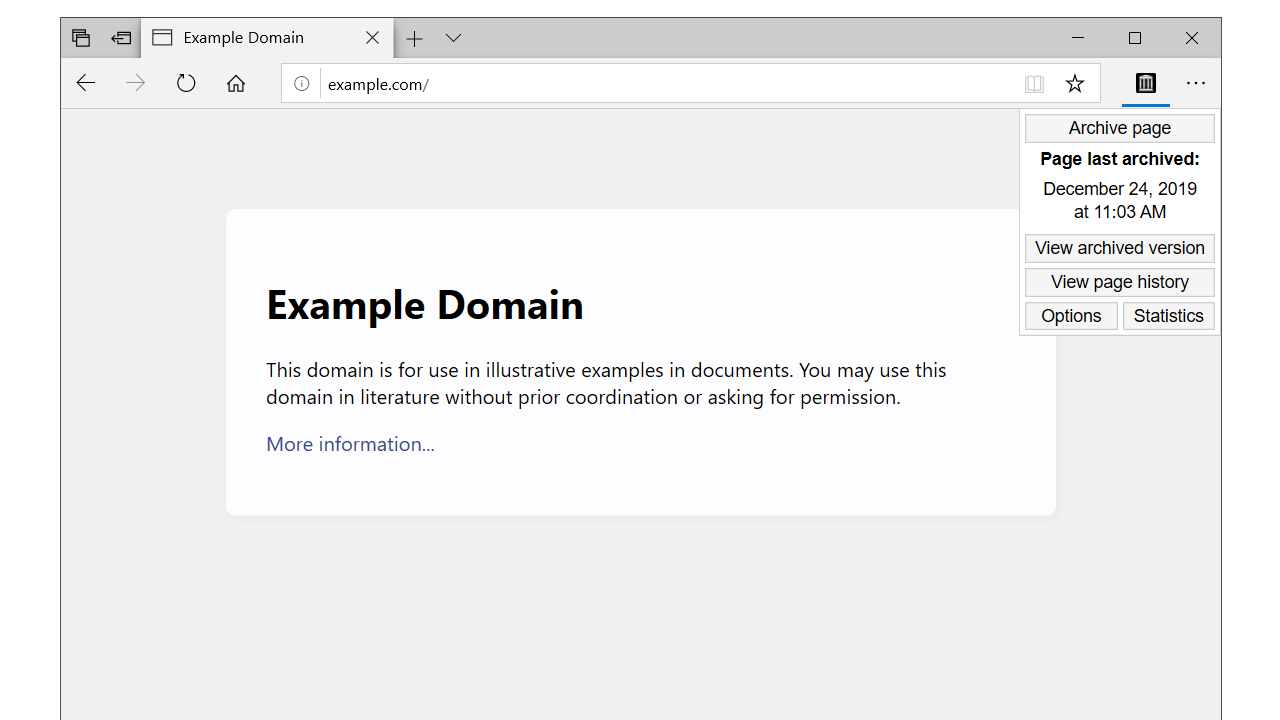 Example Domain
example.com/
Archive page
Page last archived:
December 24, 2019
at 11:03 AM
View archived version
View page history
Options Statistics
Example Domain
This domain is for use in illustrative examples in documents. You may use this
domain in literature without prior coordination or asking for permission.
More information...